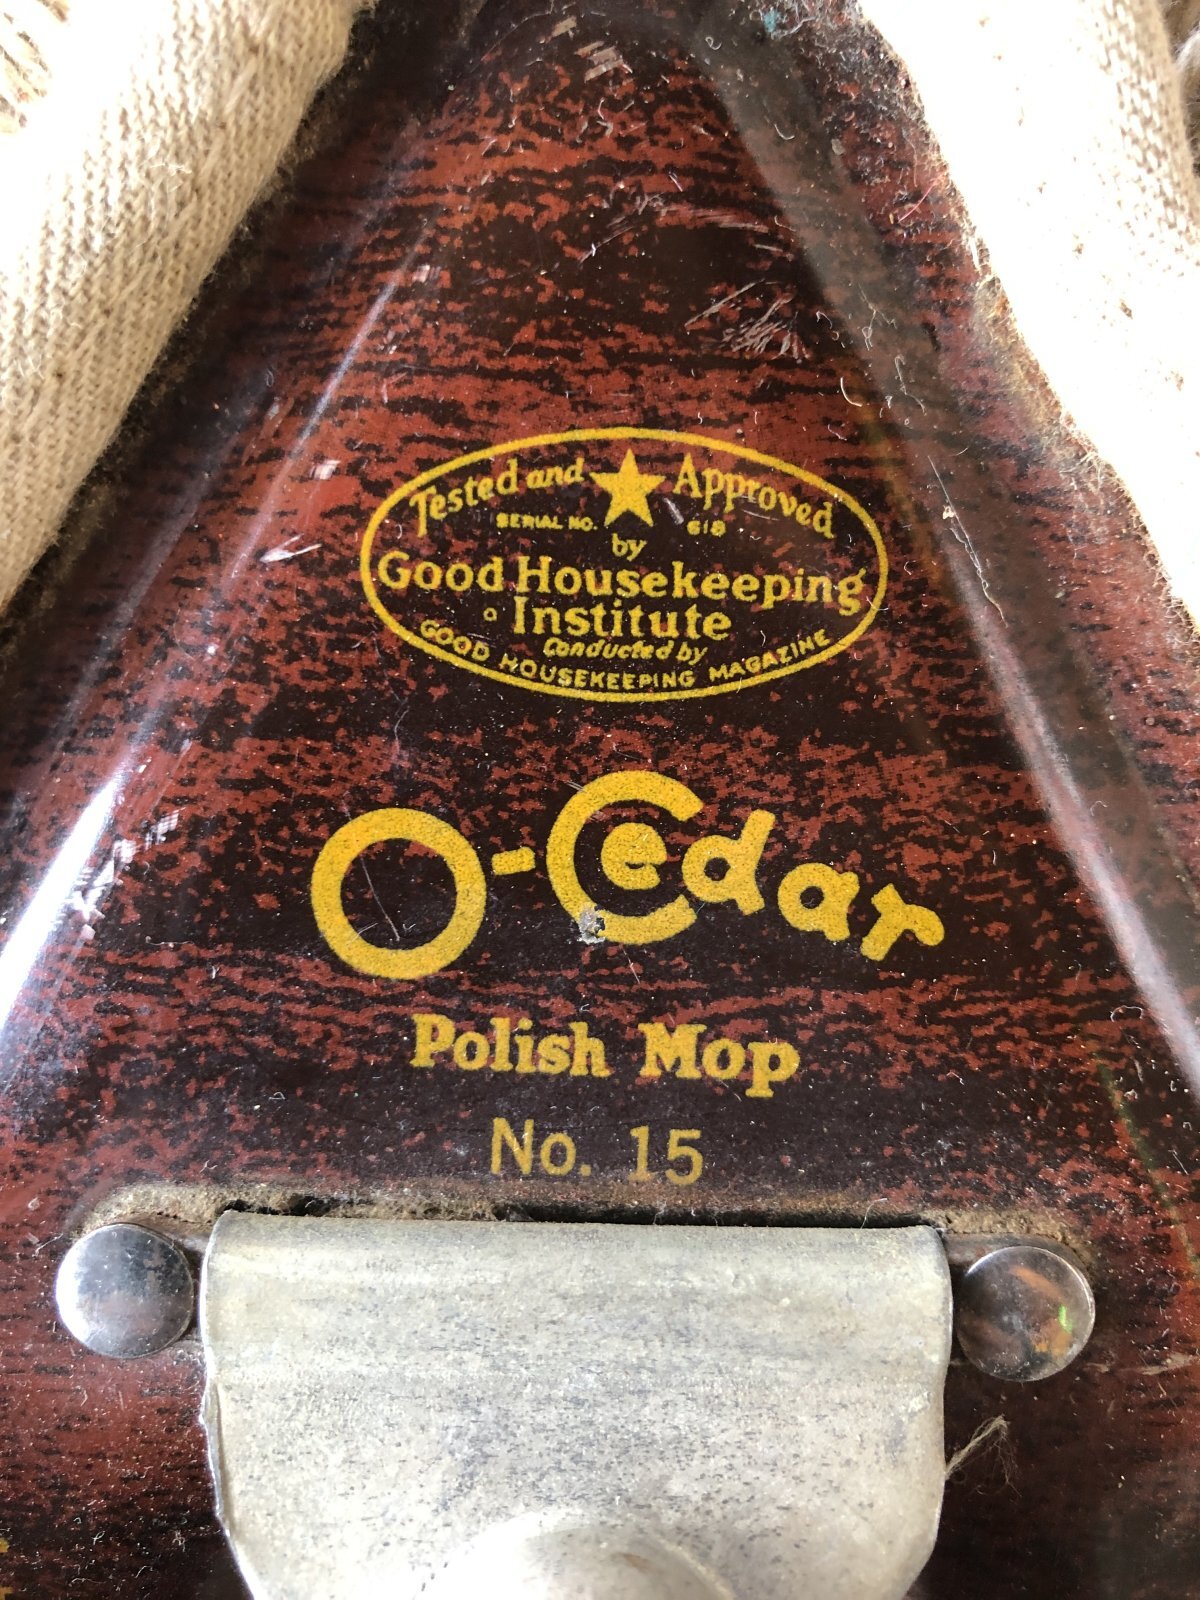 Tested and ★ Approved
SERIAL NO. 618
by
Good Housekeeping
Institute
Conducted by
GOOD HOUSEKEEPING MAGAZINE
O-Cedar
Polish Mop
No. 15